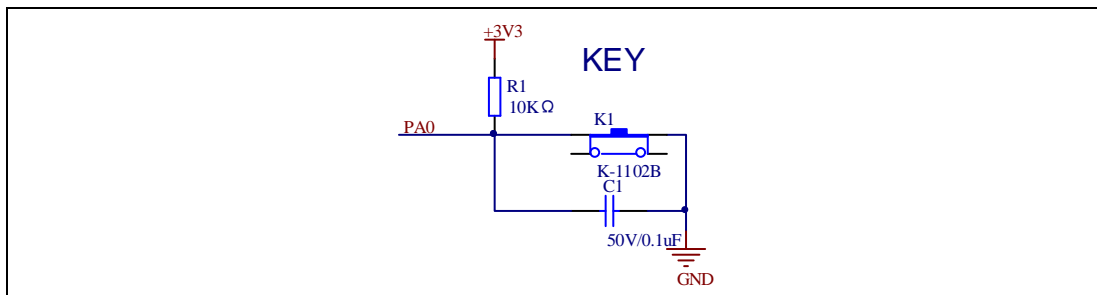 +3V3
KEY
R1
10KΩ
K1
PA0
K-1102B
C1
50V/0.1uF
GND